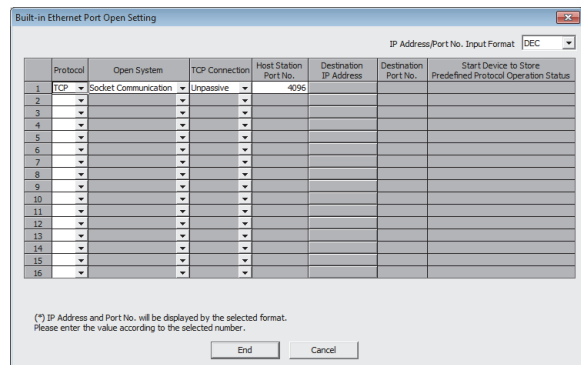 Built-in Ethernet Port Open Setting
IP Address/Port No. Input Format DEC
Protocol Open System TCP Connection Host Station Port No. Destination IP Address Destination Port No. Start Device to Store Predefined Protocol Operation Status
1 TCP Socket Communication Unpassive 4096
2
3
4
5
6
7
8
9
10
11
12
13
14
15
16
(*) IP Address and Port No. will be displayed by the selected format.
Please enter the value according to the selected number.
End Cancel